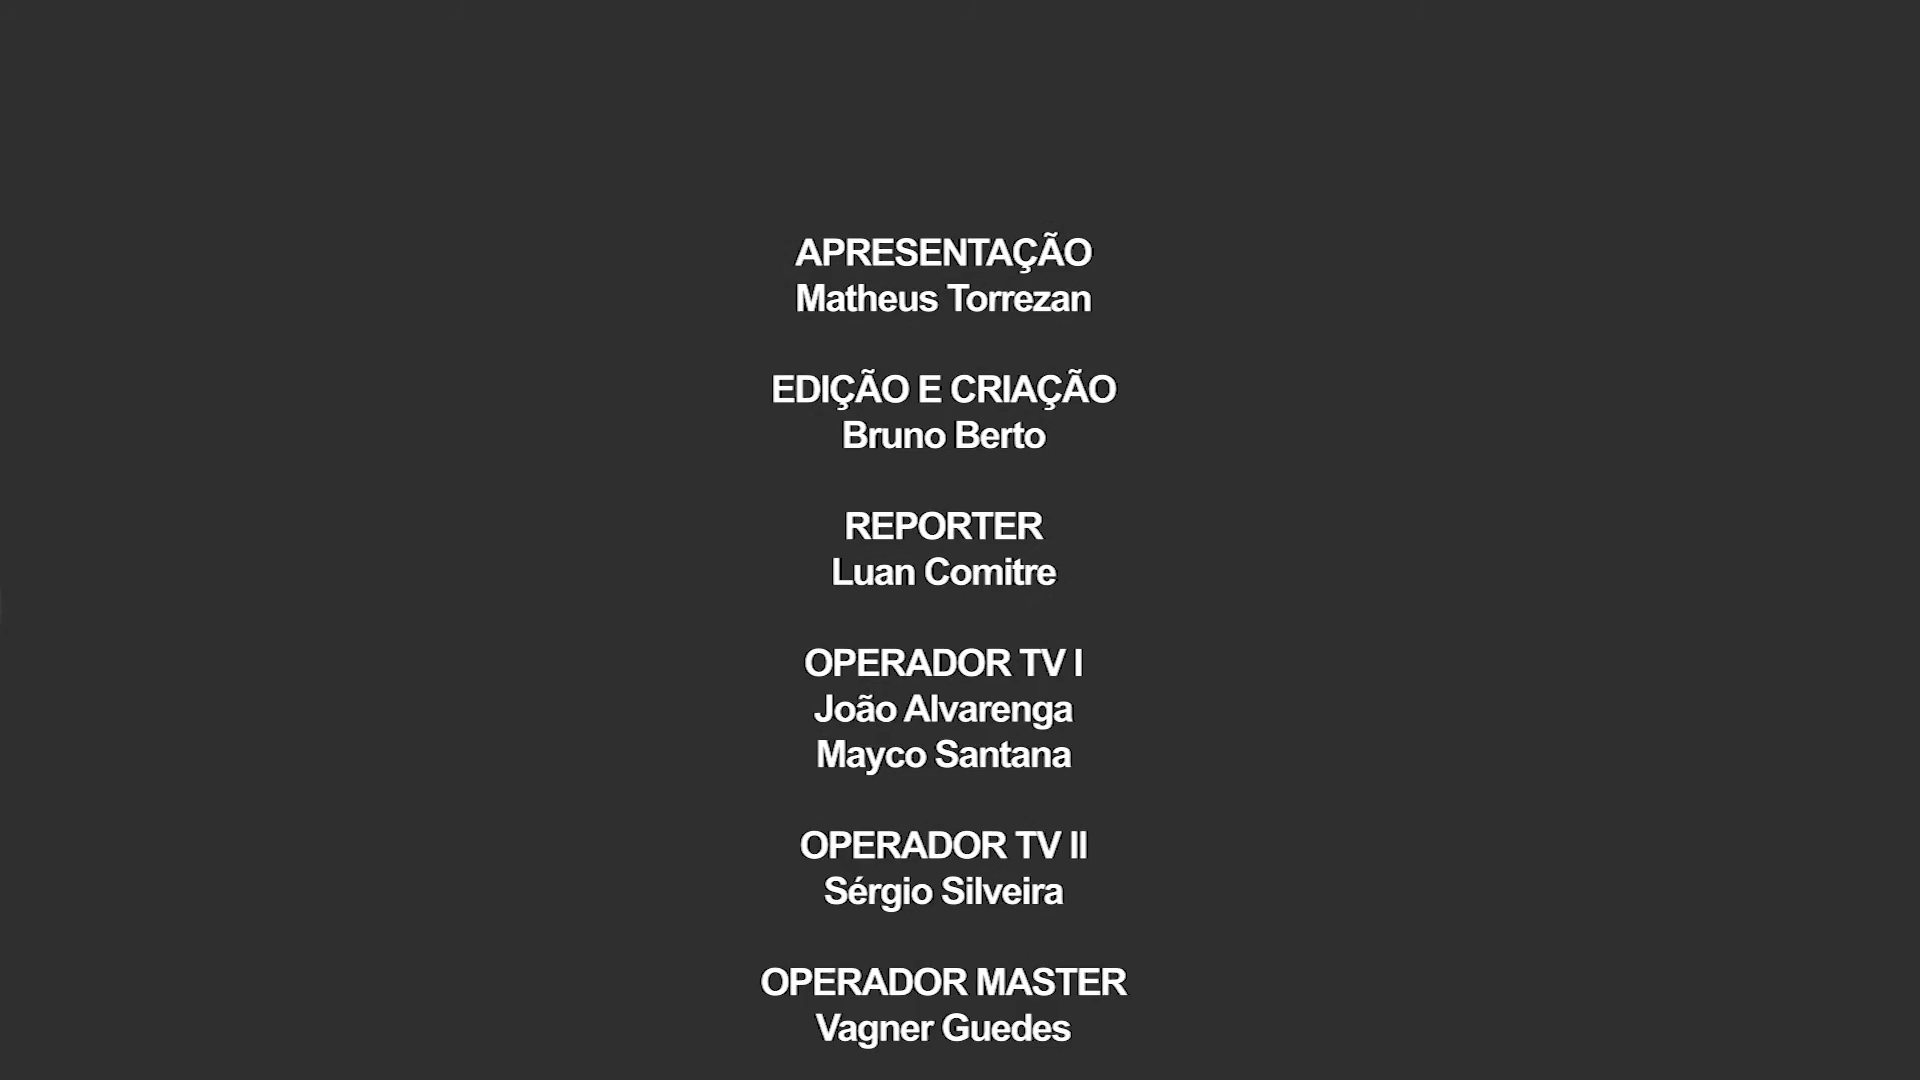 APRESENTAÇÃO
Matheus Torrezan
EDIÇÃO E CRIAÇÃO
Bruno Berto
REPORTER
Luan Comitre
OPERADOR TV I
João Alvarenga
Mayco Santana
OPERADOR TV II
Sérgio Silveira
OPERADOR MASTER
Vagner Guedes